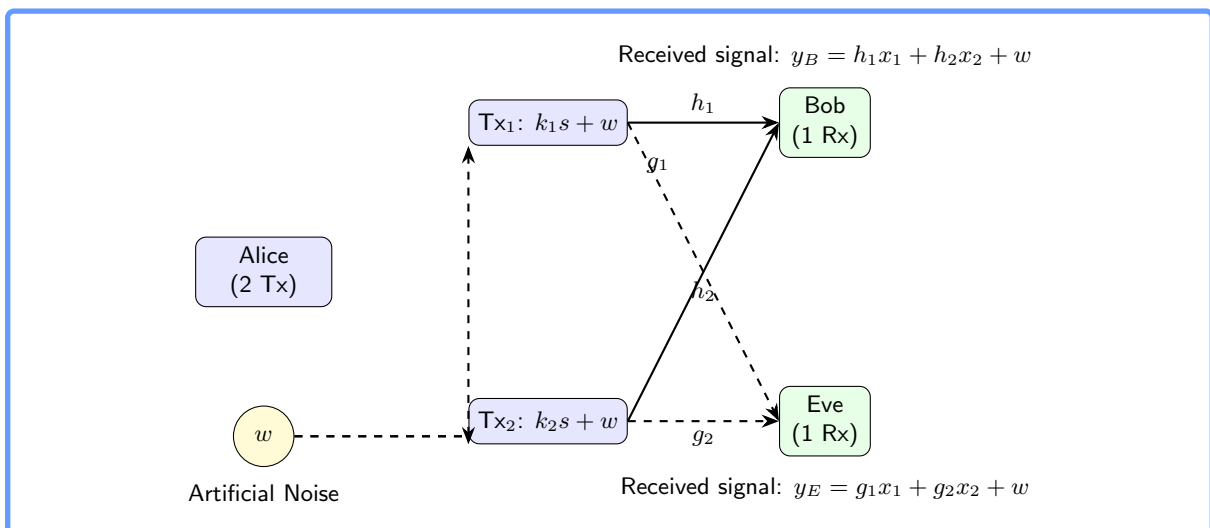 Received signal: y_B = h_1x_1 + h_2x_2 + w
Tx_1: k_1s + w
h_1
Bob
(1 Rx)
g_1
Alice
(2 Tx)
h_2
Tx_2: k_2s + w
g_2
Eve
(1 Rx)
w
Artificial Noise
Received signal: y_E = g_1x_1 + g_2x_2 + w